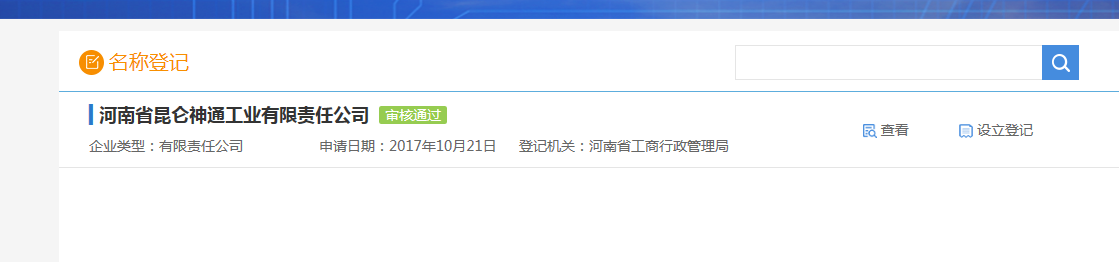 名称登记
河南省昆仑神通工业有限责任公司 审核通过
查看 设立登记
企业类型：有限责任公司 申请日期：2017年10月21日 登记机关：河南省工商行政管理局